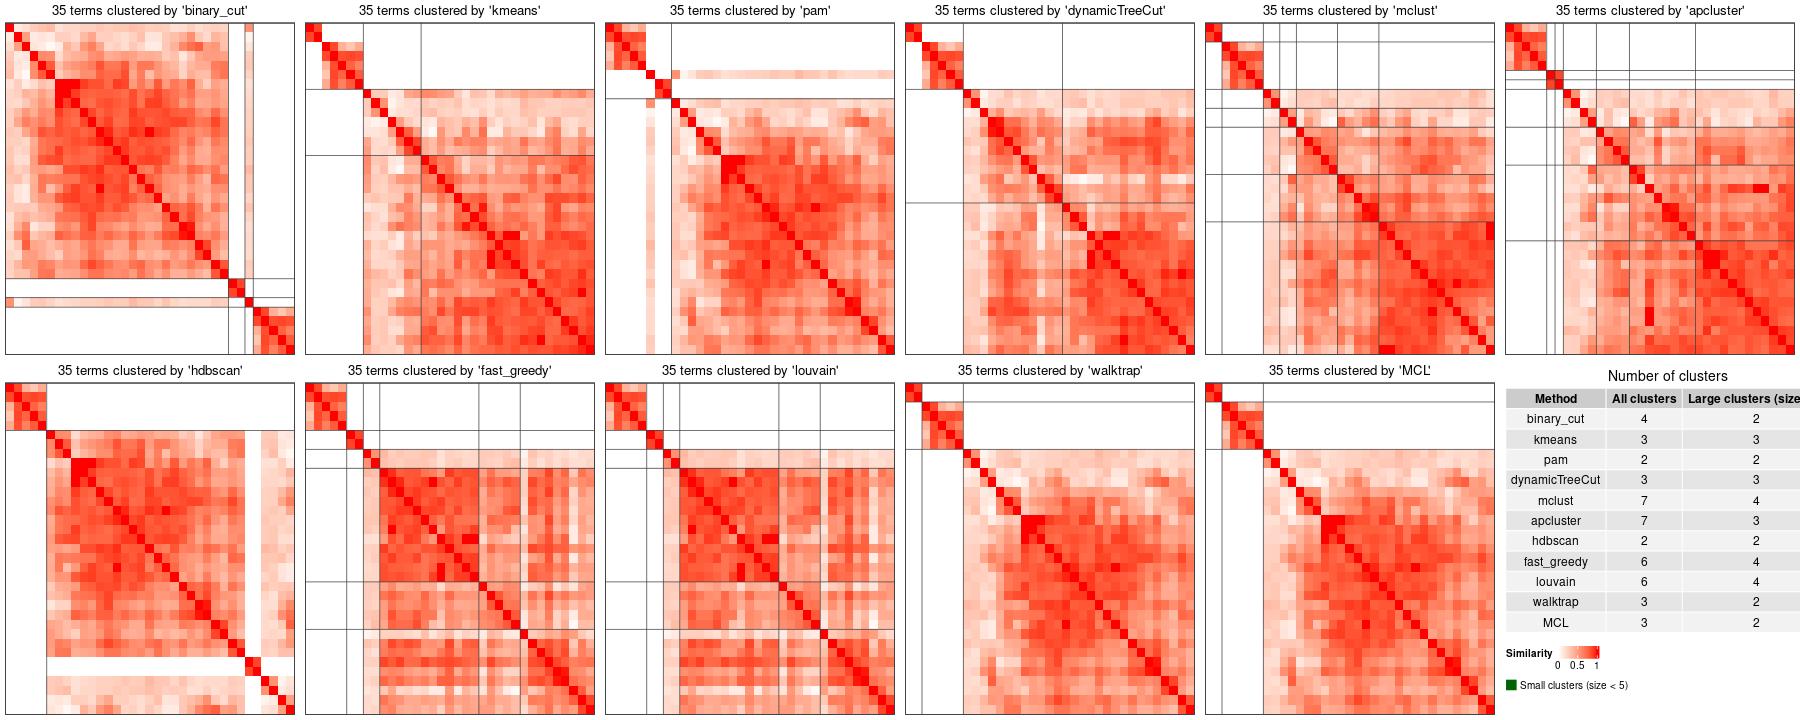 35 terms clustered by 'binary_cut'
35 terms clustered by 'kmeans'
35 terms clustered by 'pam'
35 terms clustered by 'dynamicTreeCut'
35 terms clustered by 'mclust'
35 terms clustered by 'apcluster'
35 terms clustered by 'hdbscan'
35 terms clustered by 'fast_greedy'
35 terms clustered by 'louvain'
35 terms clustered by 'walktrap'
35 terms clustered by 'MCL'
Number of clusters
Method All clusters Large clusters (size
binary_cut 4 2
kmeans 3 3
pam 2 2
dynamicTreeCut 3 3
mclust 7 4
apcluster 7 3
hdbscan 2 2
fast_greedy 6 4
louvain 6 4
walktrap 3 2
MCL 3 2
Similarity
0 0.5 1
Small clusters (size < 5)